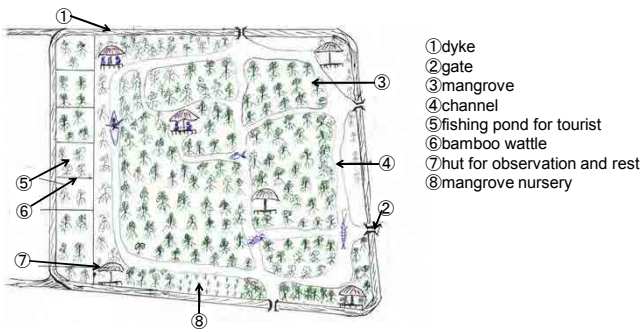 ①
③
④
②
⑤
⑥
⑦
⑧
①dyke
②gate
③mangrove
④channel
⑤fishing pond for tourist
⑥bamboo wattle
⑦hut for observation and rest
⑧mangrove nursery